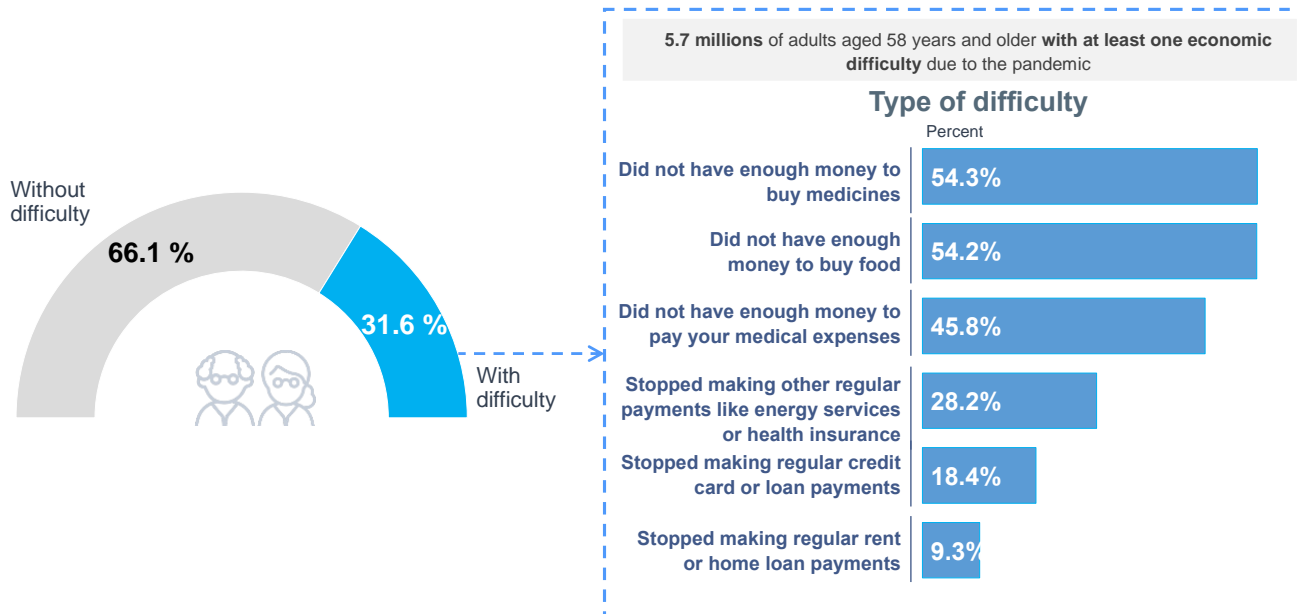 5.7 millions of adults aged 58 years and older with at least one economic
difficulty due to the pandemic
Type of difficulty
Percent
Without
difficulty
66.1 %
31.6 %
With
difficulty
Did not have enough money to
buy medicines
54.3%
Did not have enough
money to buy food
54.2%
Did not have enough money to
pay your medical expenses
45.8%
Stopped making other regular
payments like energy services
or health insurance
28.2%
Stopped making regular credit
card or loan payments
18.4%
Stopped making regular rent
or home loan payments
9.3%